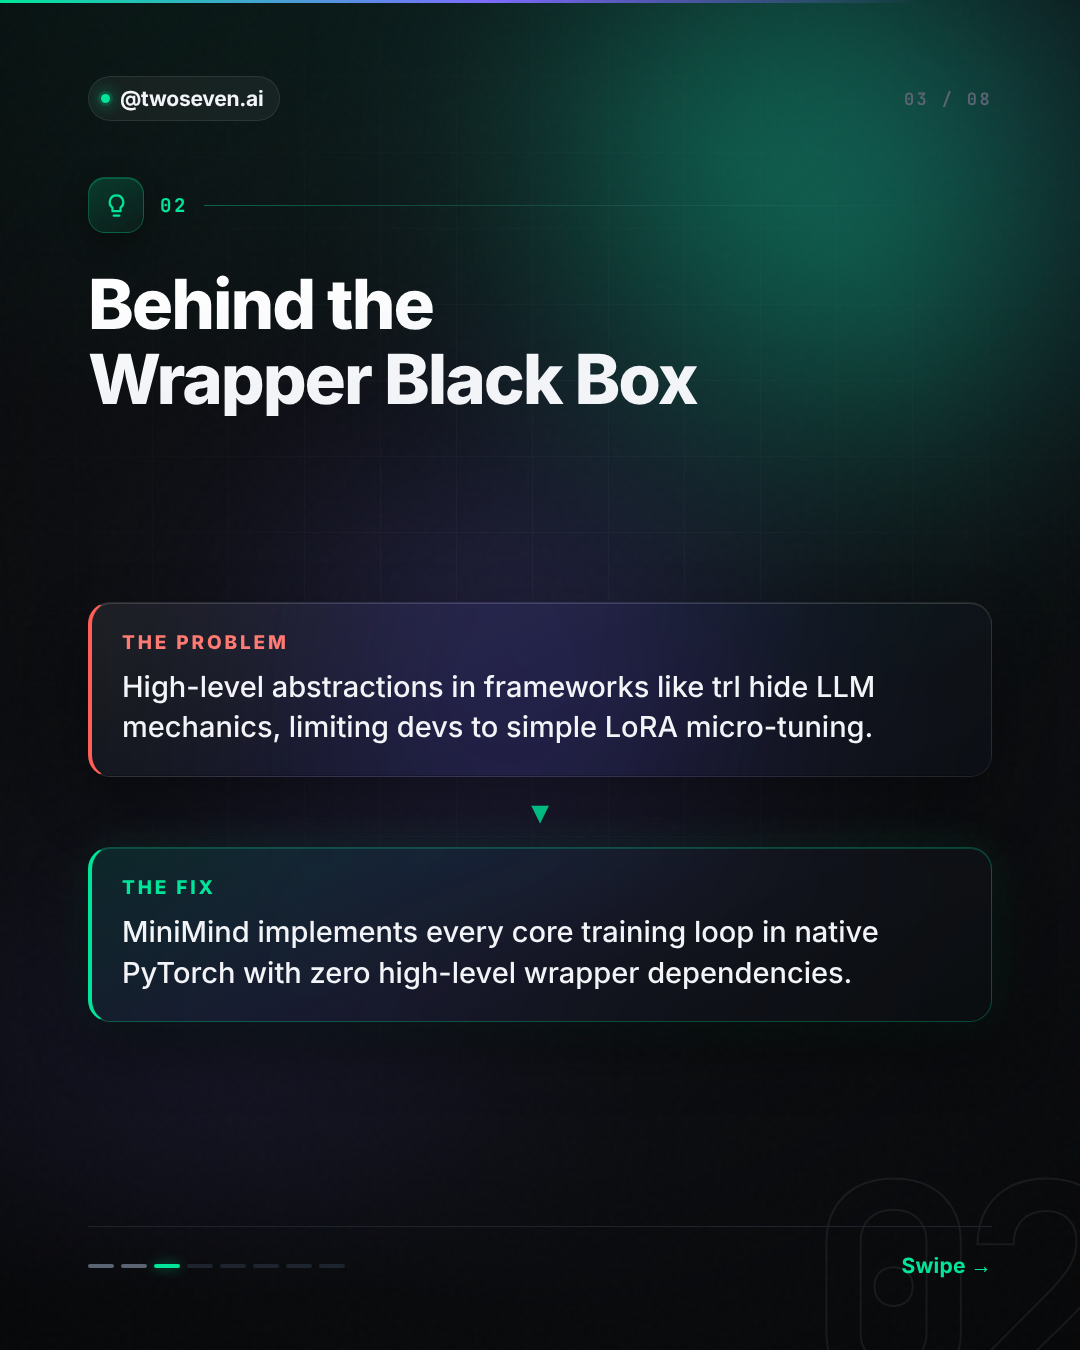 @twoseven.ai
03 / 08
02
Behind the
Wrapper Black Box
THE PROBLEM
High-level abstractions in frameworks like trl hide LLM
mechanics, limiting devs to simple LoRA micro-tuning.
▼
THE FIX
MiniMind implements every core training loop in native
PyTorch with zero high-level wrapper dependencies.
02
Swipe →